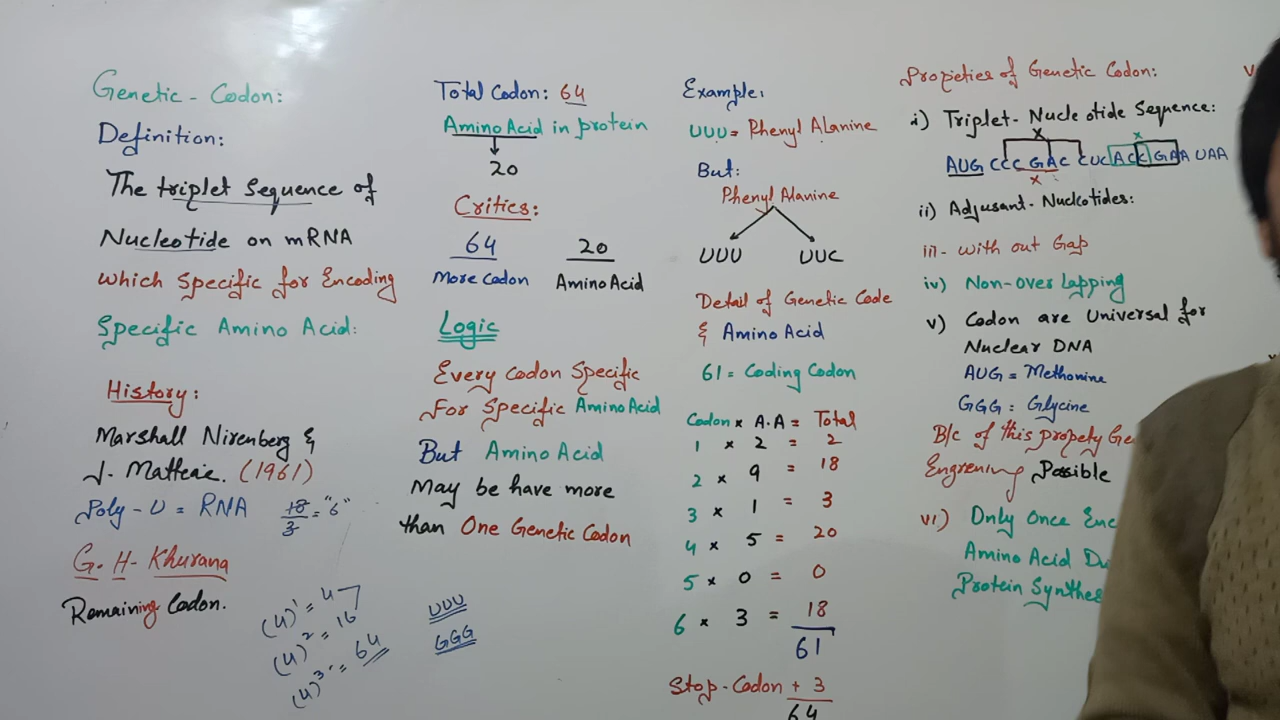 Genetic - Codon:
Definition:
The triplet Sequence of
Nucleotide on mRNA
which Specific for Encoding
Specific Amino Acid:
History:
Marshall Nirenberg &
J. Matteaie. (1961)
Poly - U = RNA 18/3 = "6"
G. H. Khurana
Remaining Codon.
(4)¹ = 4
(4)² = 16
(4)³ = 64
Total Codon: 64
Amino Acid in protein
20
Critics:
64 20
More Codon Amino Acid
Logic
Every Codon Specific
For Specific Amino Acid
But Amino Acid
May be have more
than One Genetic Codon
UUU
GGG
Example:
UUU = Phenyl Alanine
But:
Phenyl Alanine
UUU UUC
Detail of Genetic Code
& Amino Acid
61 = Coding Codon
Codon × A.A = Total
1 × 2 = 2
2 × 9 = 18
3 × 1 = 3
4 × 5 = 20
5 × 0 = 0
6 × 3 = 18
61
Stop-Codon + 3
64
Propeties of Genetic Codon:
i) Triplet-Nucleotide Sequence:
x x
AUG CCC GAC CUC ACC GAA UAA
x
ii) Adjusant-Nucleotides:
iii- with out Gap
iv) Non-over lapping
v) Codon are Universal for
Nuclear DNA
AUG = Methonine
GGG: Glycine
B/c of this propety Ge
Engrening Possible
vi) Only Once Enc
Amino Acid Du
Protein Synthes